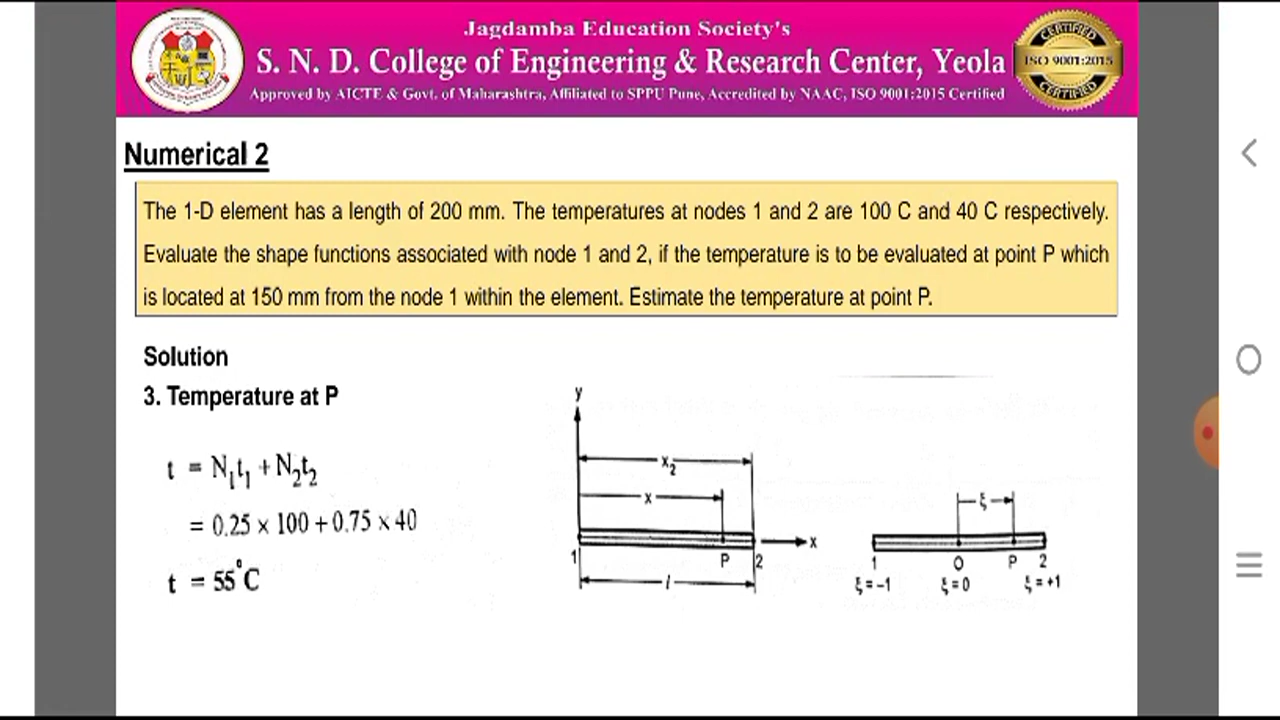 Jagdamba Education Society's
S. N. D. College of Engineering & Research Center, Yeola
Approved by AICTE & Govt. of Maharashtra, Affiliated to SPPU Pune, Accredited by NAAC, ISO 9001:2015 Certified
CERTIFIED
ISO 9001:2015
CERTIFIED
Numerical 2
The 1-D element has a length of 200 mm. The temperatures at nodes 1 and 2 are 100 C and 40 C respectively.
Evaluate the shape functions associated with node 1 and 2, if the temperature is to be evaluated at point P which
is located at 150 mm from the node 1 within the element. Estimate the temperature at point P.
Solution
3. Temperature at P
t = N₁t₁ + N₂t₂
= 0.25 × 100 + 0.75 × 40
t = 55°C
y
x₂
x
x
1 P 2
l
ξ
1 O P 2
ξ = -1 ξ = 0 ξ = +1